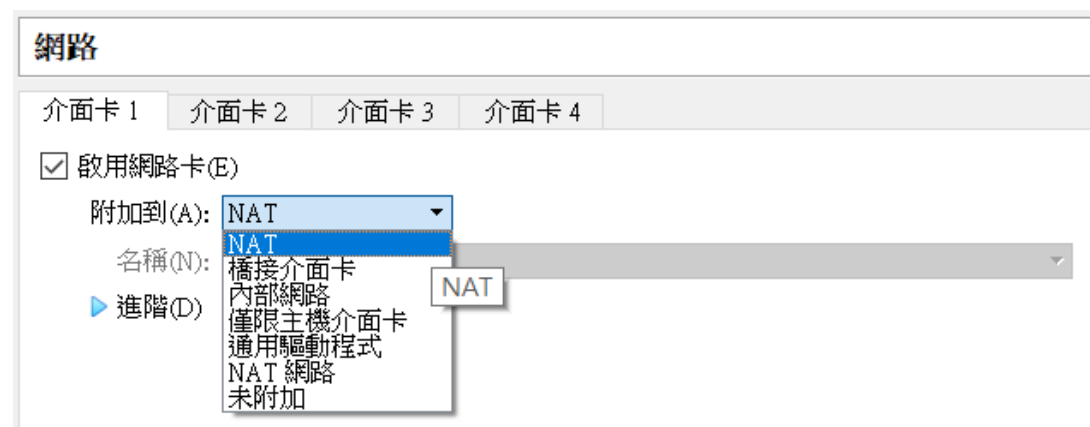 網路
介面卡 1 介面卡 2 介面卡 3 介面卡 4
啟用網路卡(E)
附加到(A): NAT
名稱(N):
NAT
橋接介面卡
內部網路
僅限主機介面卡
通用驅動程式
NAT 網路
未附加
NAT
進階(D)